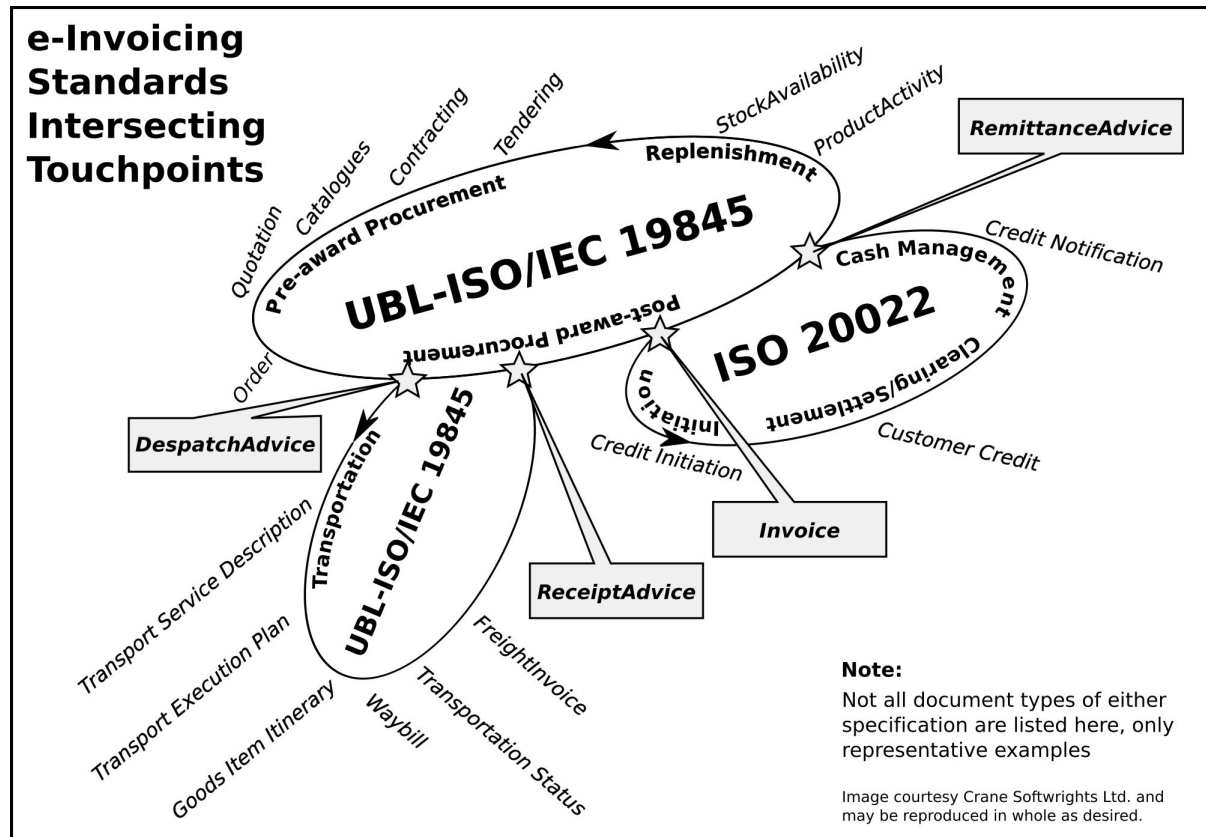 e-Invoicing
Standards
Intersecting
Touchpoints
Quotation
Catalogues
Contracting
Tendering
StockAvailability
ProductActivity
RemittanceAdvice
Pre-award Procurement
Replenishment
UBL-ISO/IEC 19845
Post-award Procurement
Order
Cash Management
Credit Notification
ISO 20022
Clearing/Settlement
Initiation
Credit Initiation
Customer Credit
DespatchAdvice
Transportation
UBL-ISO/IEC 19845
Invoice
ReceiptAdvice
Transport Service Description
Transport Execution Plan
Goods Item Itinerary
Waybill
Transportation Status
FreightInvoice
Note:
Not all document types of either
specification are listed here, only
representative examples
Image courtesy Crane Softwrights Ltd. and
may be reproduced in whole as desired.